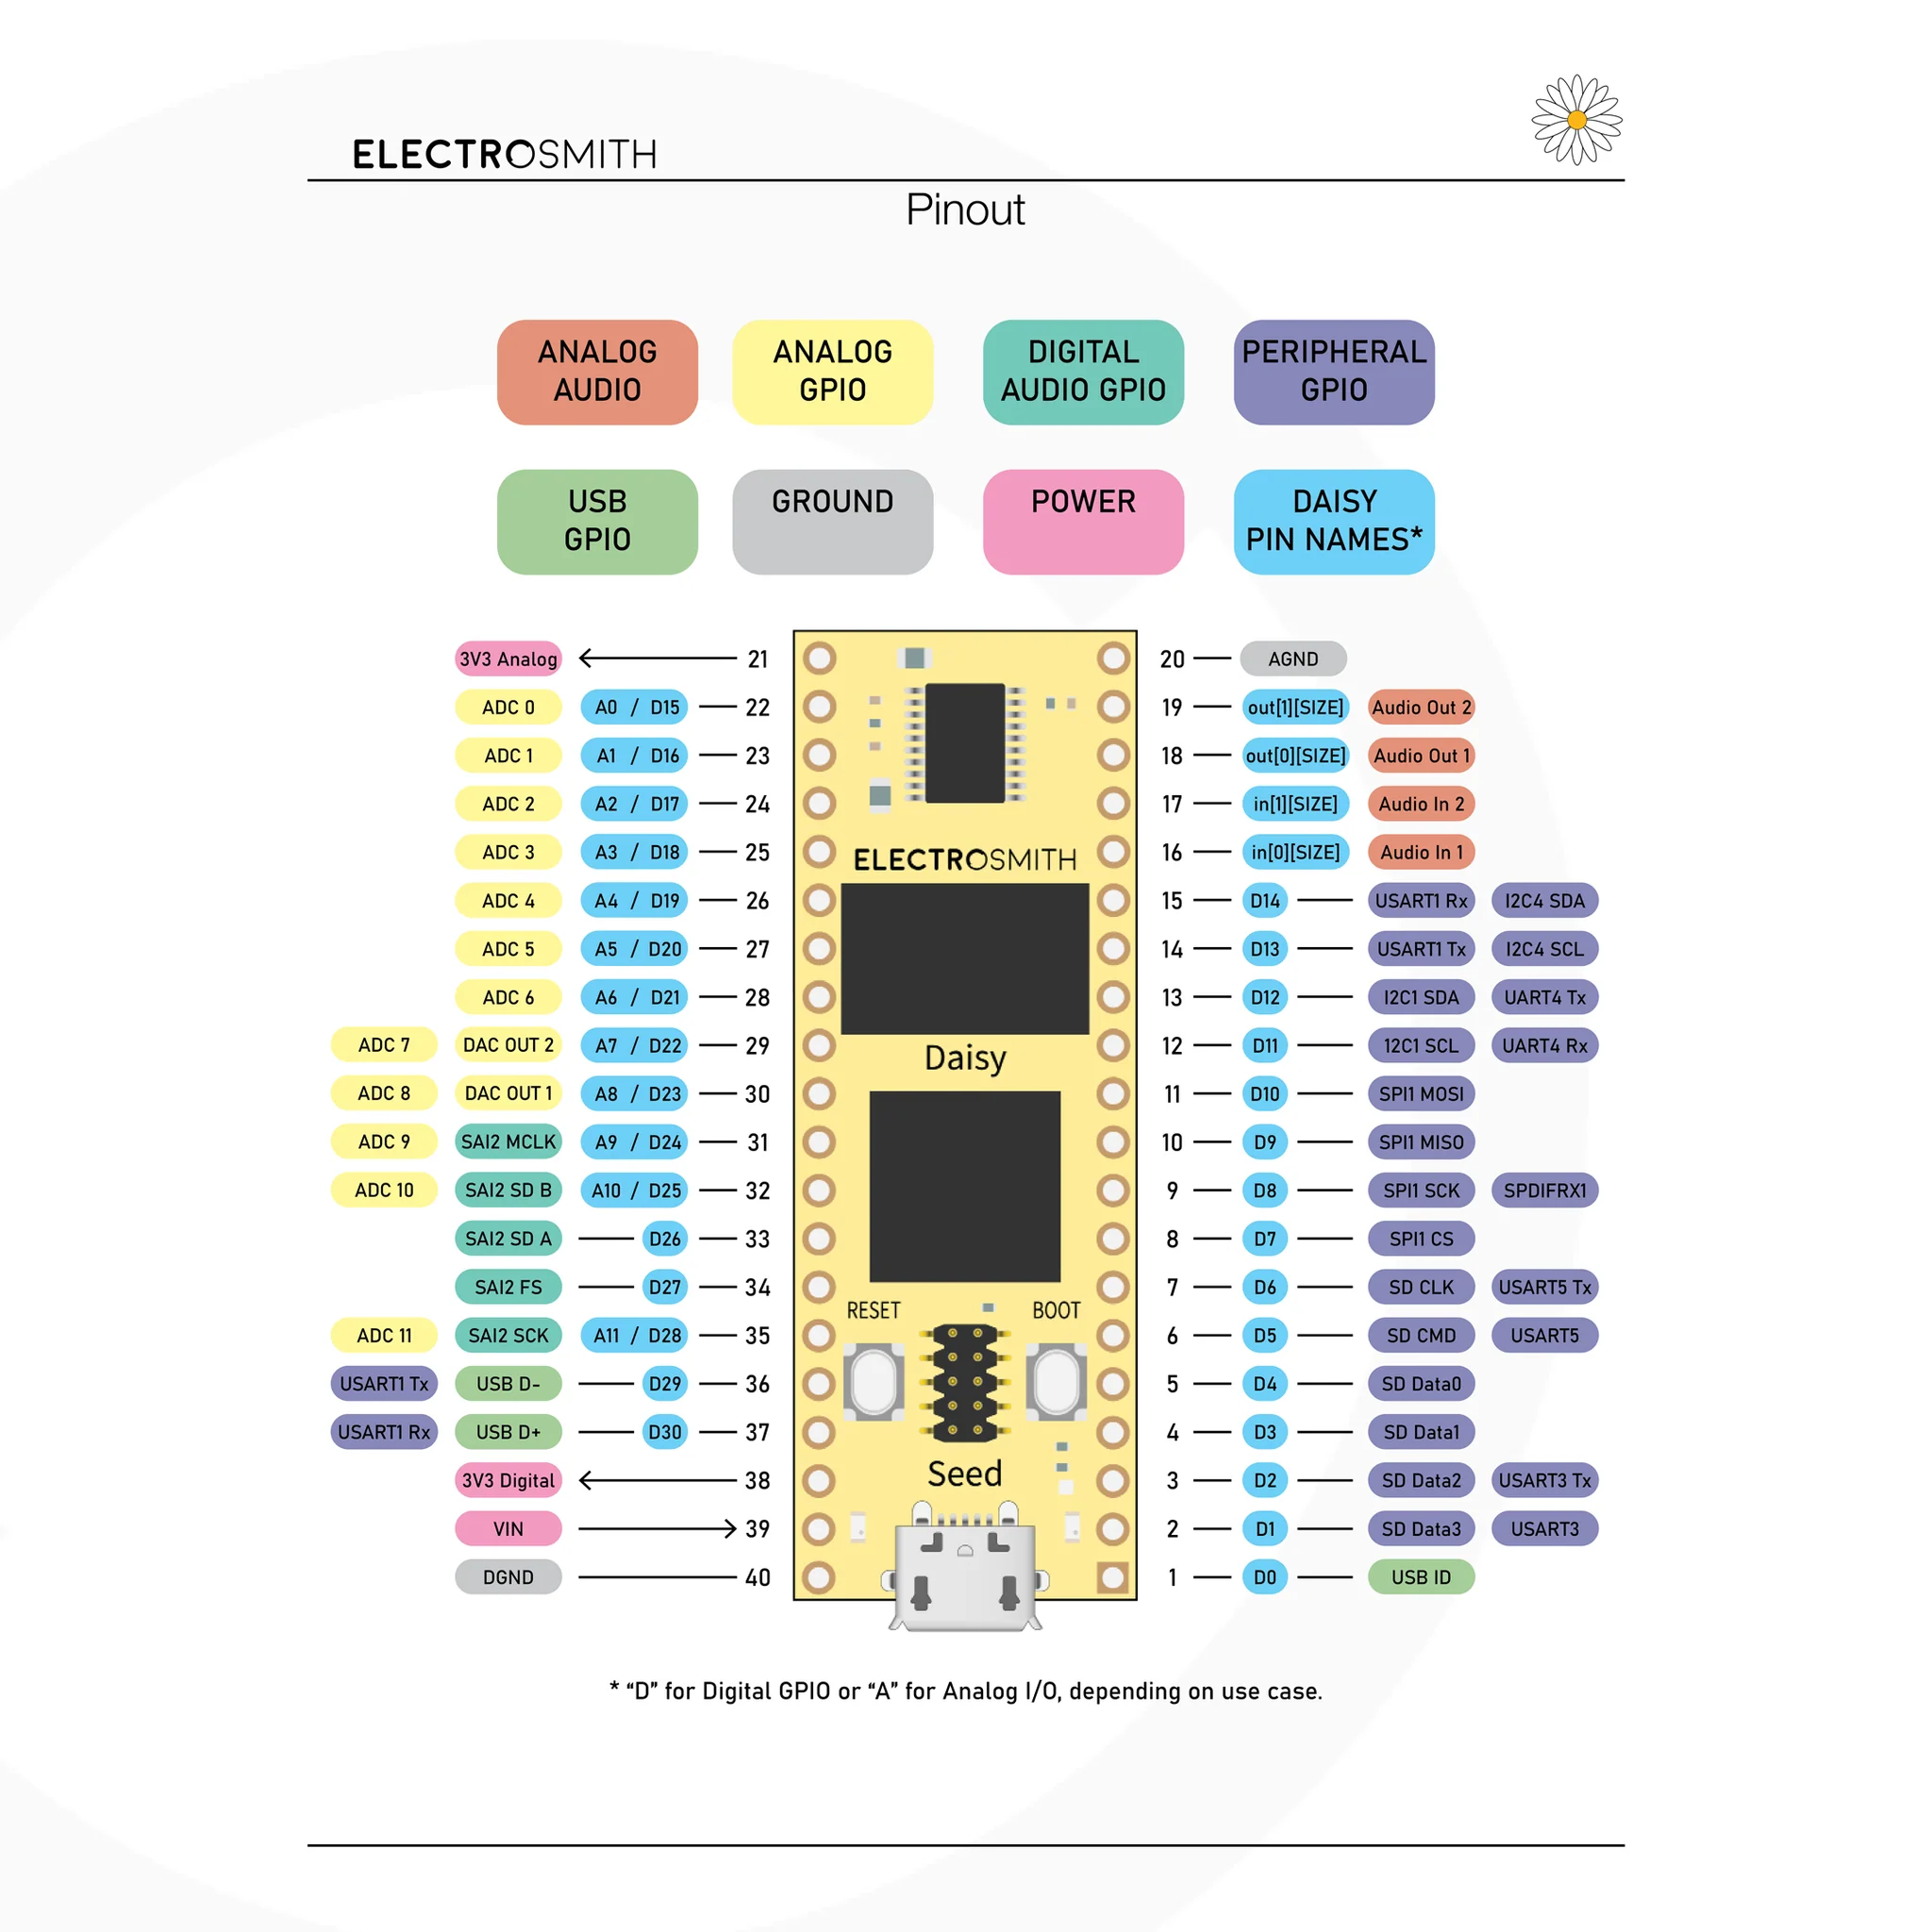 ELECTROSMITH
Pinout
ANALOG AUDIO
ANALOG GPIO
DIGITAL AUDIO GPIO
PERIPHERAL GPIO
USB GPIO
GROUND
POWER
DAISY PIN NAMES*
3V3 Analog 21
ADC 0 A0 / D15 22
ADC 1 A1 / D16 23
ADC 2 A2 / D17 24
ADC 3 A3 / D18 25
ADC 4 A4 / D19 26
ADC 5 A5 / D20 27
ADC 6 A6 / D21 28
ADC 7 DAC OUT 2 A7 / D22 29
ADC 8 DAC OUT 1 A8 / D23 30
ADC 9 SAI2 MCLK A9 / D24 31
ADC 10 SAI2 SD B A10 / D25 32
SAI2 SD A D26 33
SAI2 FS D27 34
ADC 11 SAI2 SCK A11 / D28 35
USART1 Tx USB D- D29 36
USART1 Rx USB D+ D30 37
3V3 Digital 38
VIN 39
DGND 40
ELECTROSMITH
Daisy
RESET BOOT
Seed
20 AGND
19 out[1][SIZE] Audio Out 2
18 out[0][SIZE] Audio Out 1
17 in[1][SIZE] Audio In 2
16 in[0][SIZE] Audio In 1
15 D14 USART1 Rx I2C4 SDA
14 D13 USART1 Tx I2C4 SCL
13 D12 I2C1 SDA UART4 Tx
12 D11 12C1 SCL UART4 Rx
11 D10 SPI1 MOSI
10 D9 SPI1 MISO
9 D8 SPI1 SCK SPDIFRX1
8 D7 SPI1 CS
7 D6 SD CLK USART5 Tx
6 D5 SD CMD USART5
5 D4 SD Data0
4 D3 SD Data1
3 D2 SD Data2 USART3 Tx
2 D1 SD Data3 USART3
1 D0 USB ID
* “D” for Digital GPIO or “A” for Analog I/O, depending on use case.